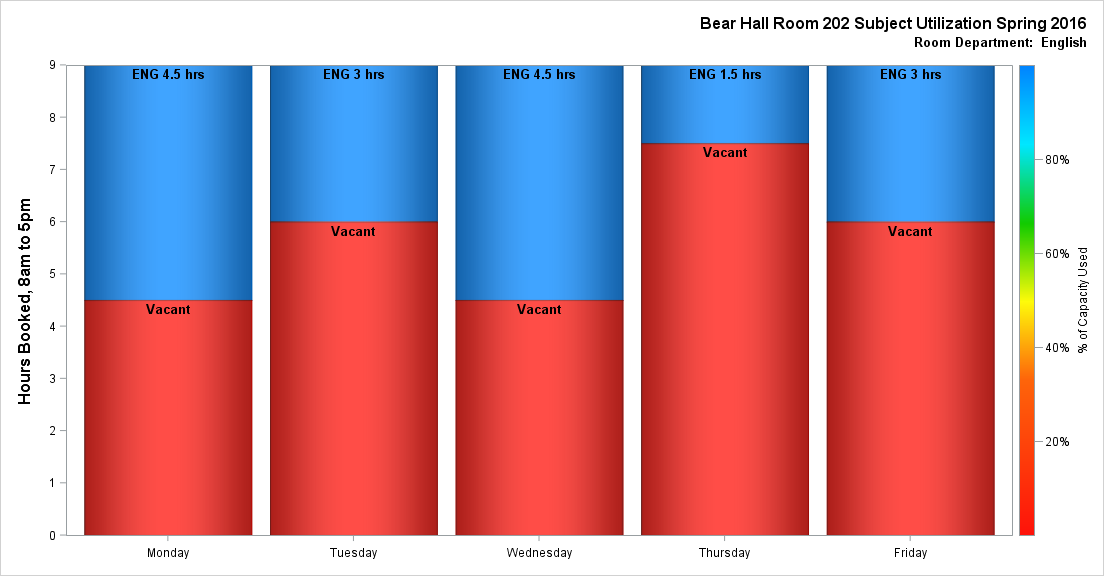 Bear Hall Room 202 Subject Utilization Spring 2016
Room Department: English
Hours Booked, 8am to 5pm
9
8
7
6
5
4
3
2
1
0
ENG 4.5 hrs
Vacant
ENG 3 hrs
Vacant
ENG 4.5 hrs
Vacant
ENG 1.5 hrs
Vacant
ENG 3 hrs
Vacant
Monday
Tuesday
Wednesday
Thursday
Friday
80%
60%
40%
20%
% of Capacity Used